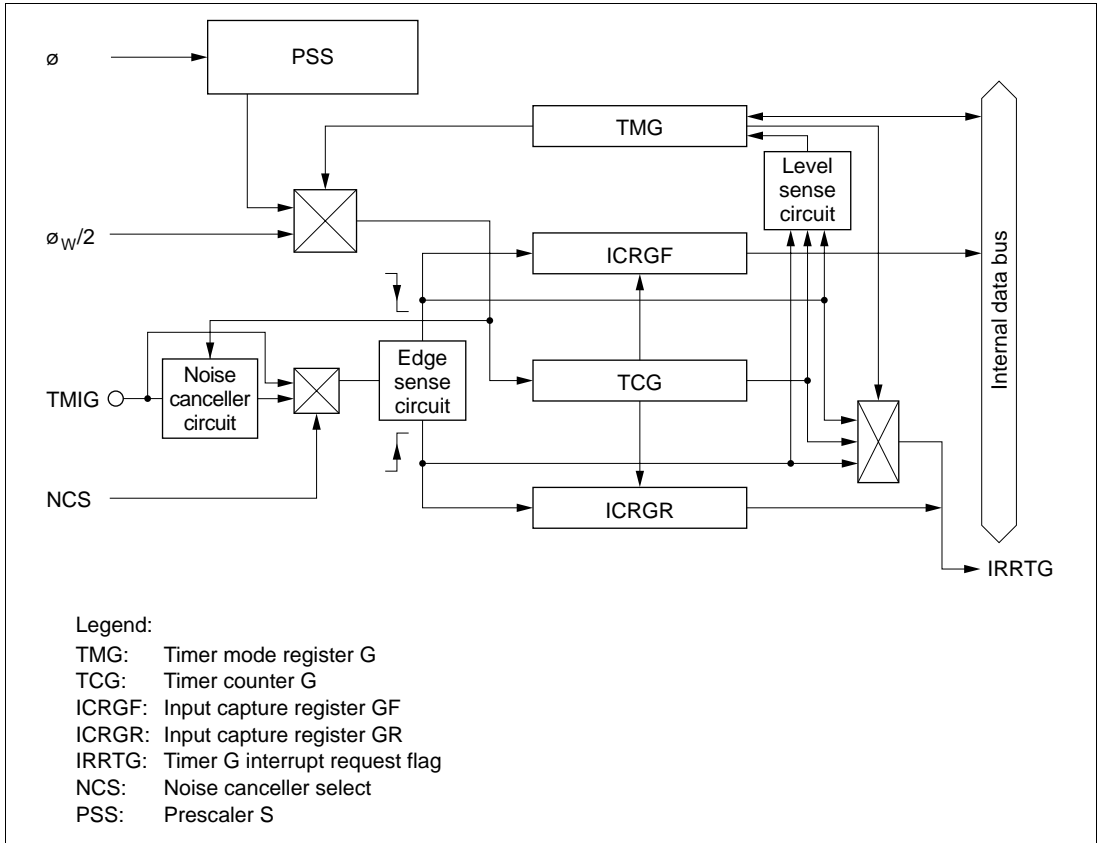 ø
PSS
TMG
Level
sense
circuit
øW/2
ICRGF
Internal data bus
Noise
canceller
circuit
Edge
sense
circuit
TMIG
TCG
NCS
ICRGR
IRRTG
Legend:
TMG: Timer mode register G
TCG: Timer counter G
ICRGF: Input capture register GF
ICRGR: Input capture register GR
IRRTG: Timer G interrupt request flag
NCS: Noise canceller select
PSS: Prescaler S